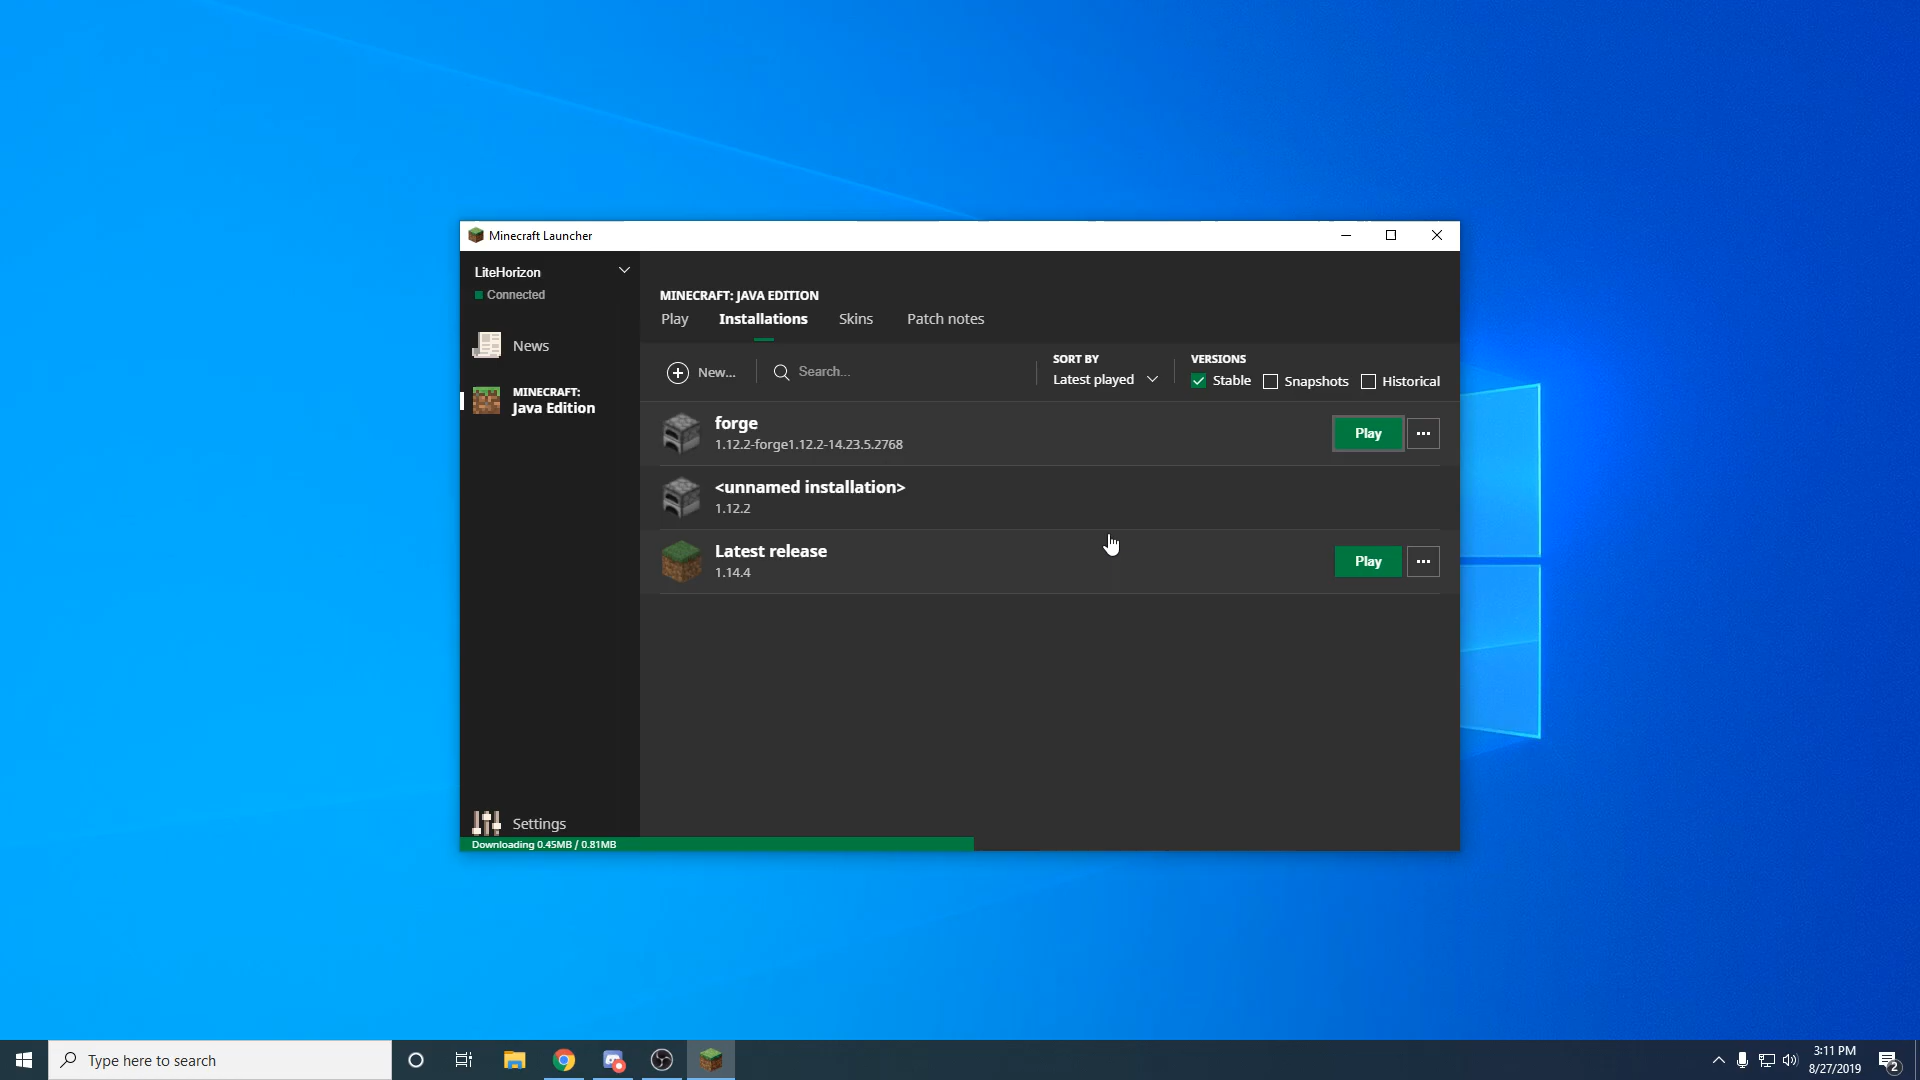 Minecraft Launcher
LiteHorizon
Connected
News
MINECRAFT:
Java Edition
Settings
Downloading 0.45MB / 0.81MB
MINECRAFT: JAVA EDITION
Play Installations Skins Patch notes
New...
Search...
SORT BY
Latest played
VERSIONS
Stable Snapshots Historical
forge
1.12.2-forge1.12.2-14.23.5.2768
Play
<unnamed installation>
1.12.2
Latest release
1.14.4
Play
Type here to search
3:11 PM
8/27/2019
2